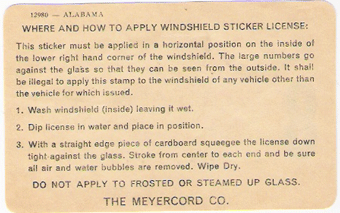 12980 — ALABAMA
WHERE AND HOW TO APPLY WINDSHIELD STICKER LICENSE:
This sticker must be applied in a horizontal position on the inside of
the lower right hand corner of the windshield. The large numbers go
against the glass so that they can be seen from the outside. It shall
be illegal to apply this stamp to the windshield of any vehicle other than
the vehicle for which issued.
1. Wash windshield (inside) leaving it wet.
2. Dip license in water and place in position.
3. With a straight edge piece of cardboard squeegee the license down
tight against the glass. Stroke from center to each end and be sure
all air and water bubbles are removed. Wipe Dry.
DO NOT APPLY TO FROSTED OR STEAMED UP GLASS.
THE MEYERCORD CO.